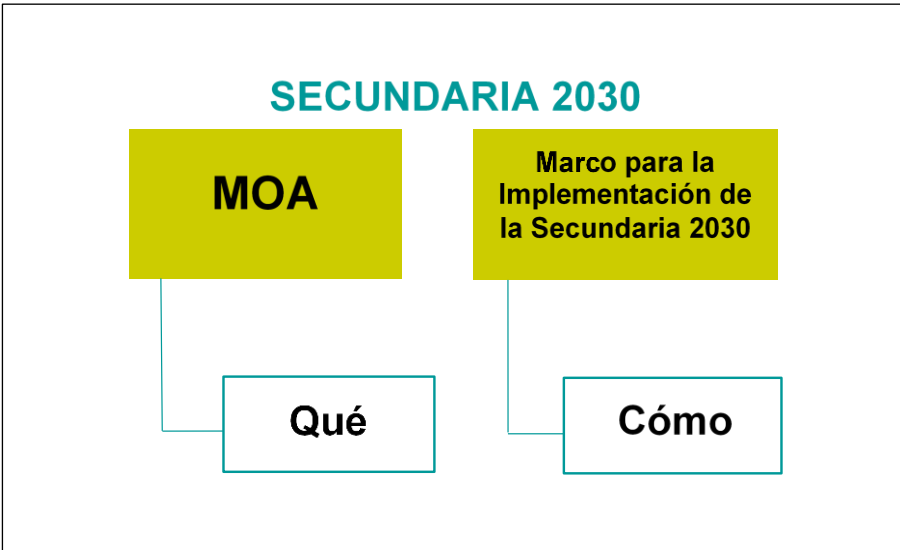 SECUNDARIA 2030
MOA
Marco para la
Implementación de
la Secundaria 2030
Qué
Cómo